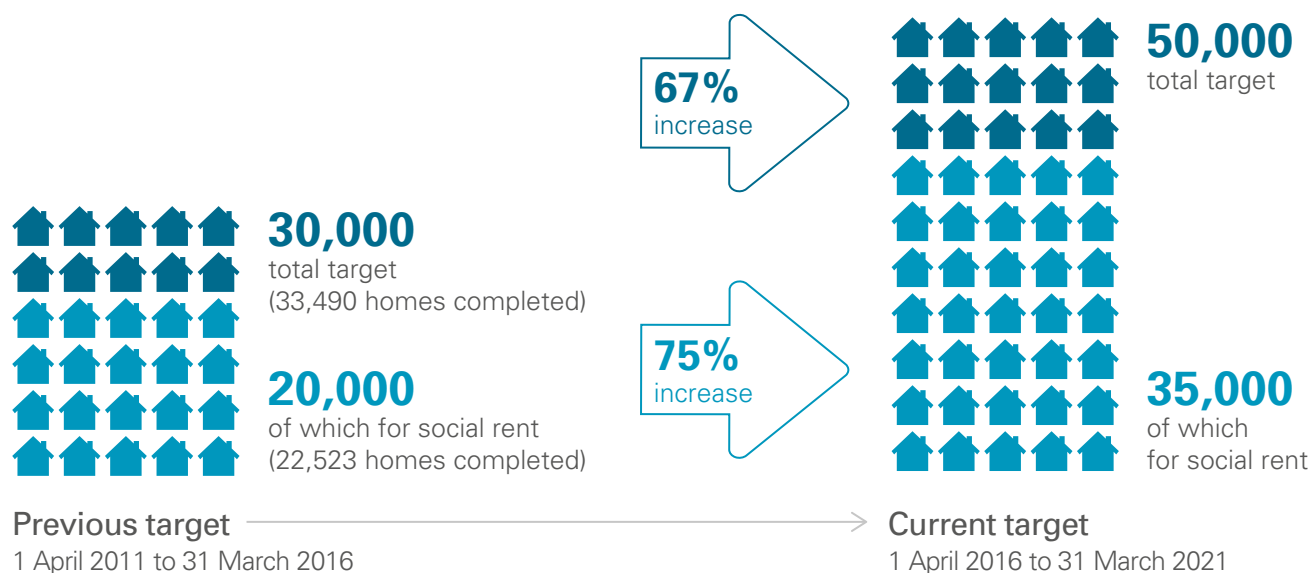 30,000
total target
(33,490 homes completed)
20,000
of which for social rent
(22,523 homes completed)
Previous target
1 April 2011 to 31 March 2016
67%
increase
75%
increase
50,000
total target
35,000
of which
for social rent
Current target
1 April 2016 to 31 March 2021